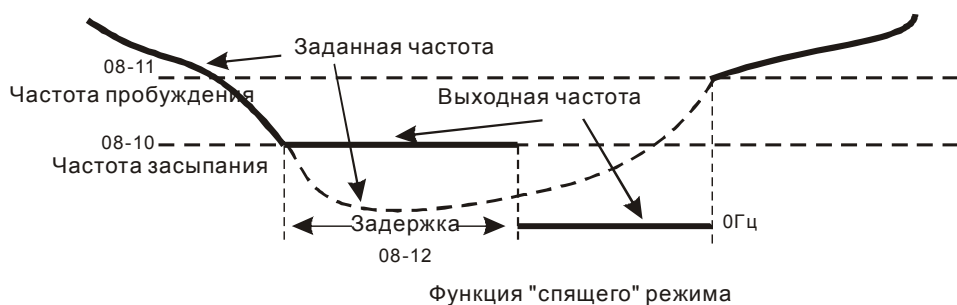 Заданная частота
08-11
Частота пробуждения
Выходная частота
08-10
Частота засыпания
Задержка
0Гц
08-12
Функция "спящего" режима